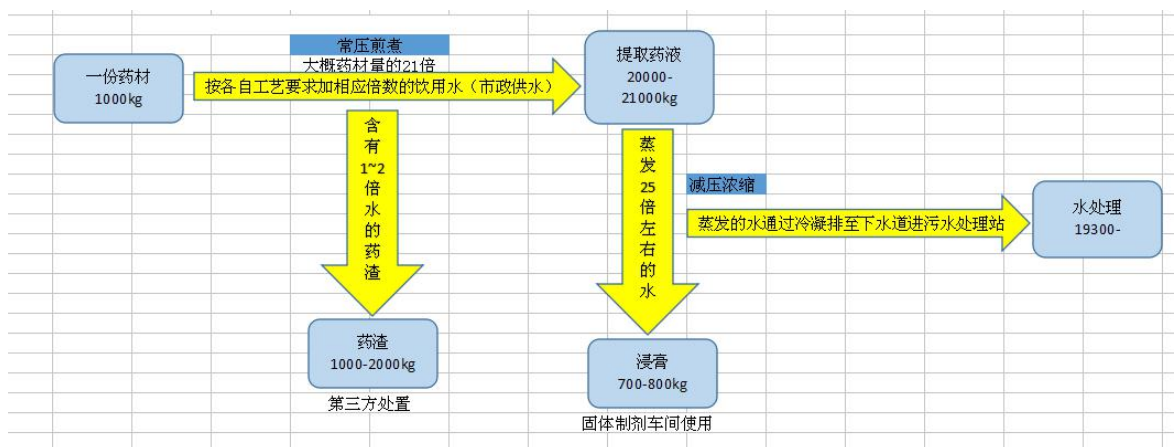 常压煎煮
大概药材量的21倍
一份药材
1000kg
按各自工艺要求加相应倍数的饮用水（市政供水）
提取药液
20000-
21000kg
含有1~2倍水的药渣
蒸发25倍左右的水
减压浓缩
蒸发的水通过冷凝排至下水道进污水处理站
水处理
19300-
药渣
1000-2000kg
第三方处置
浸膏
700-800kg
固体制剂车间使用